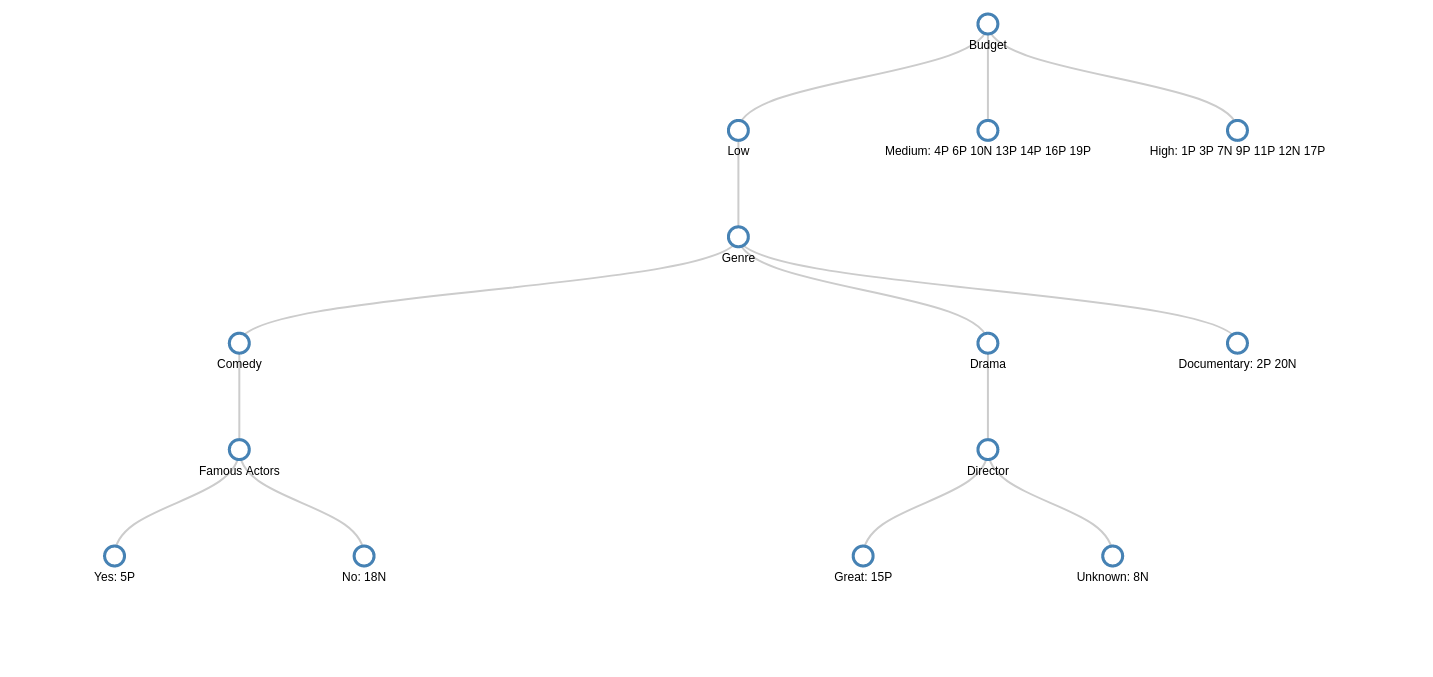 Budget
Low
Medium: 4P 6P 10N 13P 14P 16P 19P
High: 1P 3P 7N 9P 11P 12N 17P
Genre
Comedy
Drama
Documentary: 2P 20N
Famous Actors
Director
Yes: 5P
No: 18N
Great: 15P
Unknown: 8N